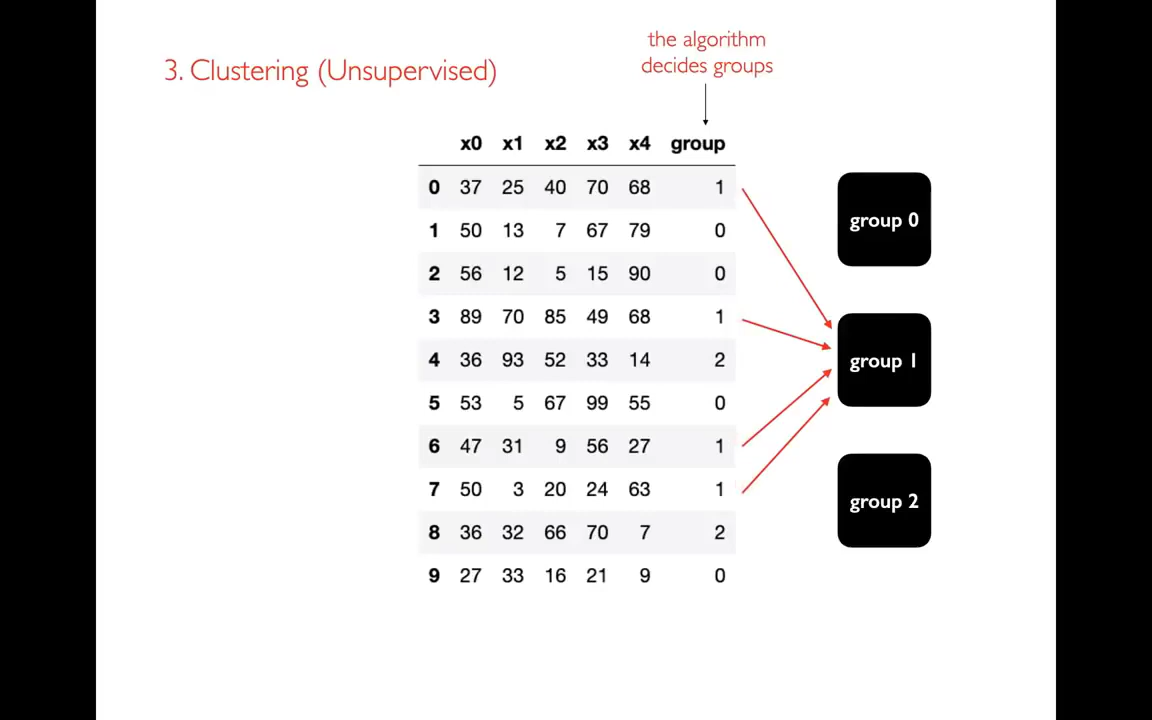 the algorithm
decides groups
3. Clustering (Unsupervised)
x0 x1 x2 x3 x4 group
0 37 25 40 70 68 1
1 50 13 7 67 79 0
2 56 12 5 15 90 0
3 89 70 85 49 68 1
4 36 93 52 33 14 2
5 53 5 67 99 55 0
6 47 31 9 56 27 1
7 50 3 20 24 63 1
8 36 32 66 70 7 2
9 27 33 16 21 9 0
group 0
group 1
group 2